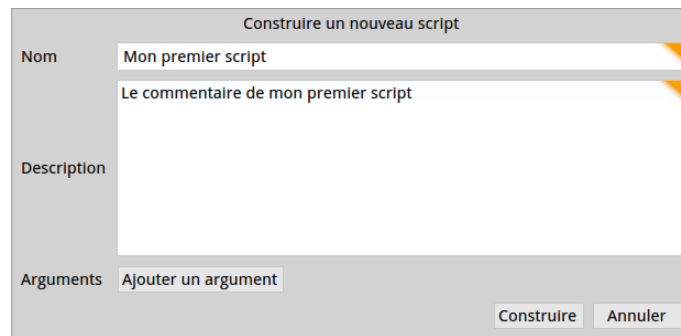 Construire un nouveau script
Nom Mon premier script
Le commentaire de mon premier script
Description
Arguments Ajouter un argument
Construire Annuler